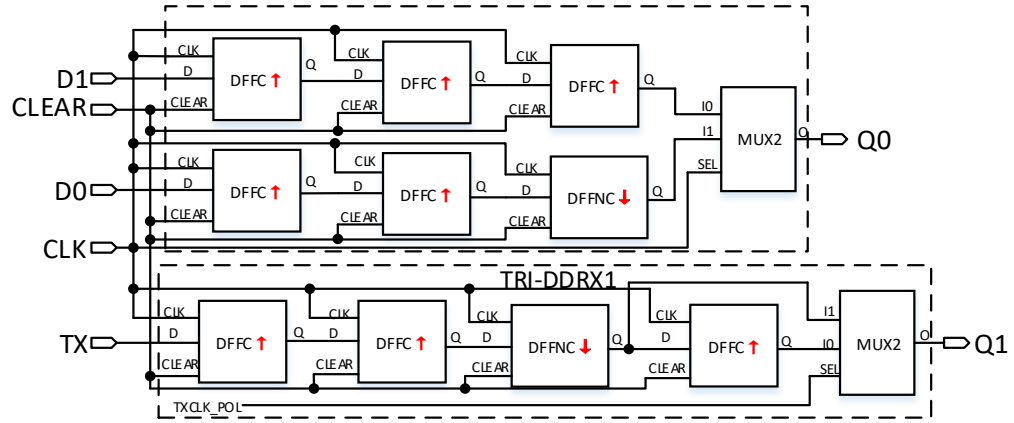 CLK
D1
D
DFFC
Q
CLEAR
CLEAR
CLK
D
DFFC
Q
CLEAR
CLK
D
DFFC
Q
CLEAR
I0
I1
MUX2
O
SEL
Q0
CLK
D0
D
DFFC
Q
CLEAR
CLK
D
DFFC
Q
CLEAR
CLK
D
DFFNC
Q
CLEAR
CLK
TRI-DDRX1
CLK
TX
D
DFFC
Q
CLEAR
CLK
D
DFFC
Q
CLEAR
CLK
D
DFFNC
Q
CLEAR
CLK
D
DFFC
Q
CLEAR
I1
I0
MUX2
O
SEL
Q1
TXCLK_POL